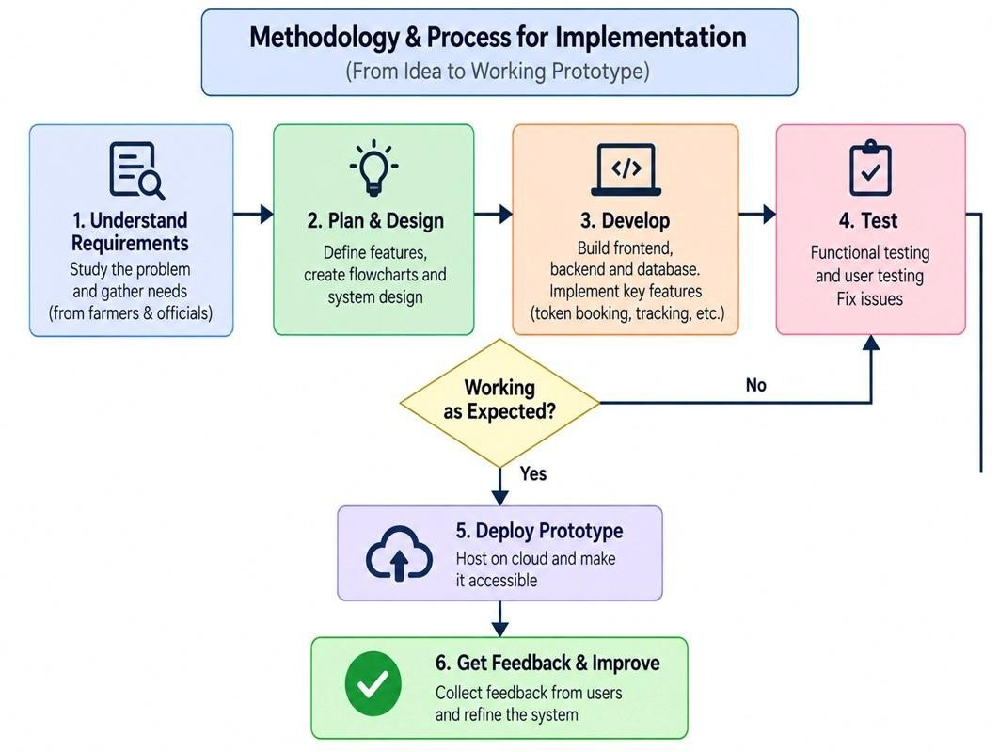 Methodology & Process for Implementation
(From Idea to Working Prototype)
1. Understand
Requirements
Study the problem
and gather needs
(from farmers & officials)
2. Plan & Design
Define features,
create flowcharts and
system design
3. Develop
Build frontend,
backend and database.
Implement key features
(token booking, tracking, etc.)
4. Test
Functional testing
and user testing
Fix issues
Working
as Expected?
No
Yes
5. Deploy Prototype
Host on cloud and make
it accessible
6. Get Feedback & Improve
Collect feedback from users
and refine the system